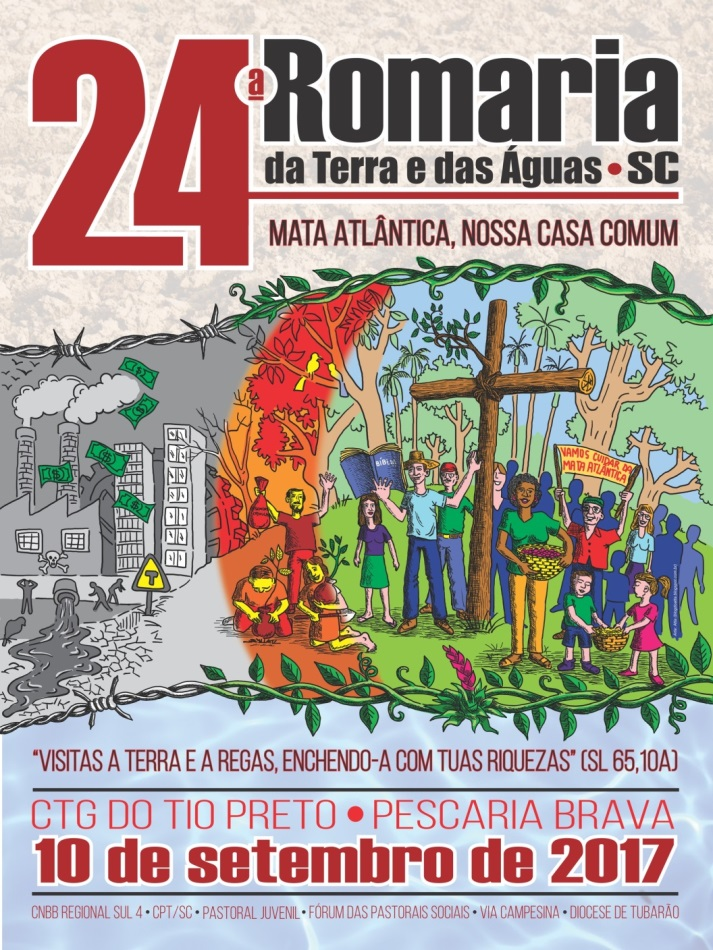 24ª Romaria
da Terra e das Águas • SC
MATA ATLÂNTICA, NOSSA CASA COMUM
BÍBLIA
VAMOS CUIDAR DA
MATA ATLÂNTICA
"VISITAS A TERRA E A REGAS, ENCHENDO-A COM TUAS RIQUEZAS" (SL 65,10A)
CTG DO TIO PRETO • PESCARIA BRAVA
10 de setembro de 2017
CNBB REGIONAL SUL 4 • CPT/SC • PASTORAL JUVENIL • FÓRUM DAS PASTORAIS SOCIAIS • VIA CAMPESINA • DIOCESE DE TUBARÃO